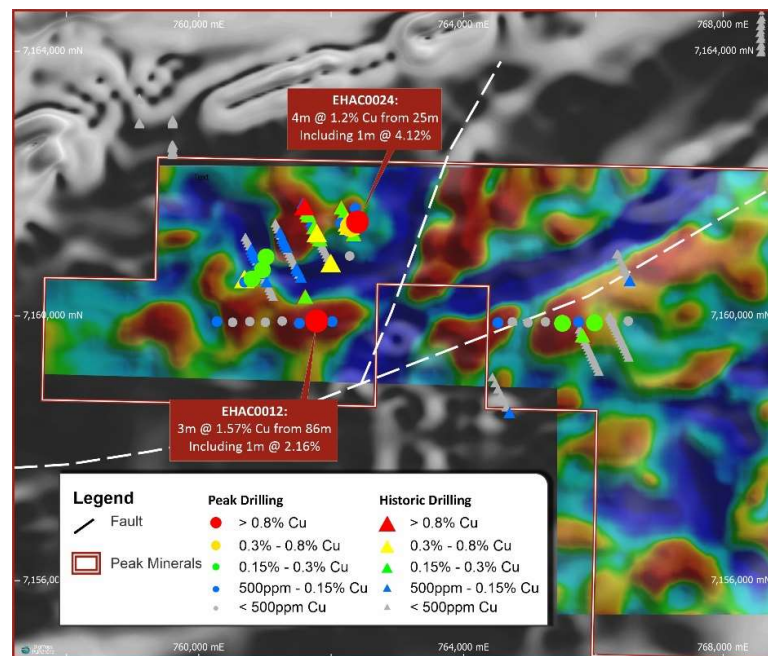 760,000 mE 764,000 mE 768,000 mE
7,164,000 mN 7,164,000 mN
EHAC0024:
4m @ 1.2% Cu from 25m
Including 1m @ 4.12%
7,160,000 mN 7,160,000 mN
EHAC0012:
3m @ 1.57% Cu from 86m
Including 1m @ 2.16%
Legend
Fault
Peak Minerals
Peak Drilling
> 0.8% Cu
0.3% - 0.8% Cu
0.15% - 0.3% Cu
500ppm - 0.15% Cu
< 500ppm Cu
Historic Drilling
> 0.8% Cu
0.3% - 0.8% Cu
0.15% - 0.3% Cu
500ppm - 0.15% Cu
< 500ppm Cu
7,156,000 mN 7,156,000 mN
760,000 mE 764,000 mE 768,000 mE